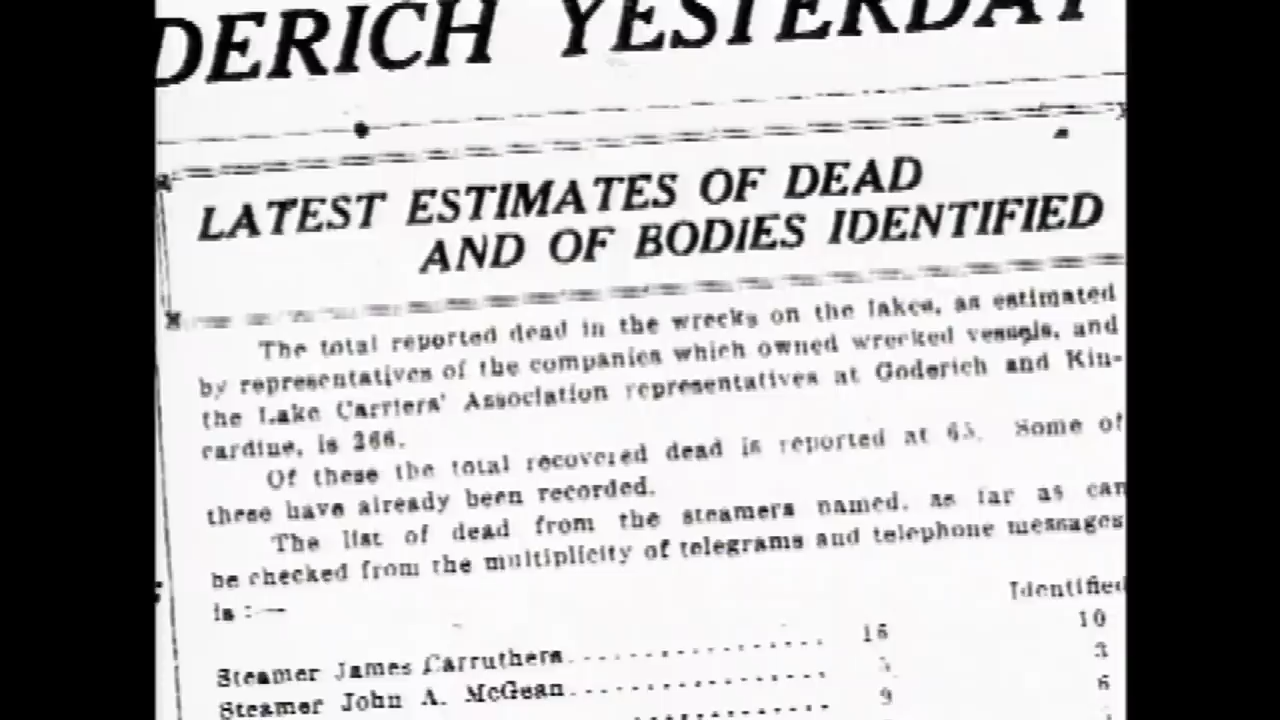 DERICH YESTERDAY
LATEST ESTIMATES OF DEAD
AND OF BODIES IDENTIFIED
The total reported dead in the wrecks on the lakes, as estimated
by representatives of the companies which owned wrecked vessels, and
the Lake Carriers' Association representatives at Goderich and Kin-
cardine, is 266.
Of these the total recovered dead is reported at 65. Some of
these have already been recorded.
The list of dead from the steamers named, as far as can
be checked from the multiplicity of telegrams and telephone messages
is :—
Identified
Steamer James Carruthers 16 10
Steamer John A. McGean 3
9 6